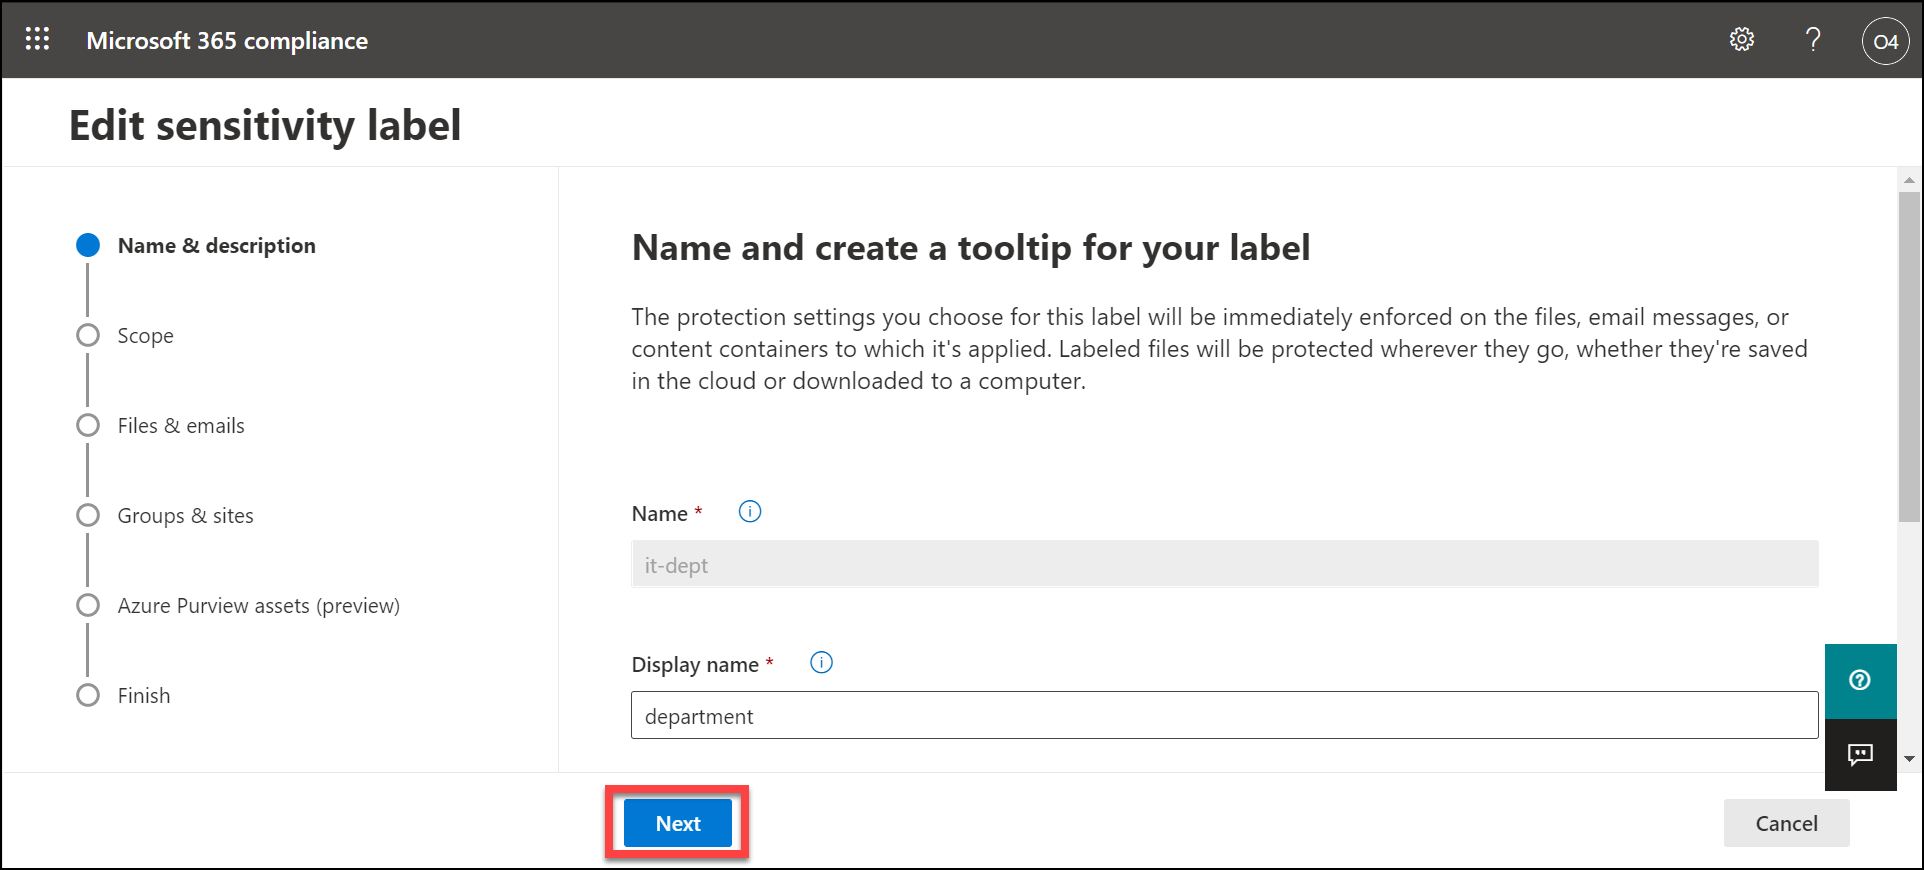 Microsoft 365 compliance
?
O4
Edit sensitivity label
Name & description
Scope
Files & emails
Groups & sites
Azure Purview assets (preview)
Finish
Name and create a tooltip for your label
The protection settings you choose for this label will be immediately enforced on the files, email messages, or
content containers to which it's applied. Labeled files will be protected wherever they go, whether they're saved
in the cloud or downloaded to a computer.
Name *
it-dept
Display name *
department
Next
Cancel